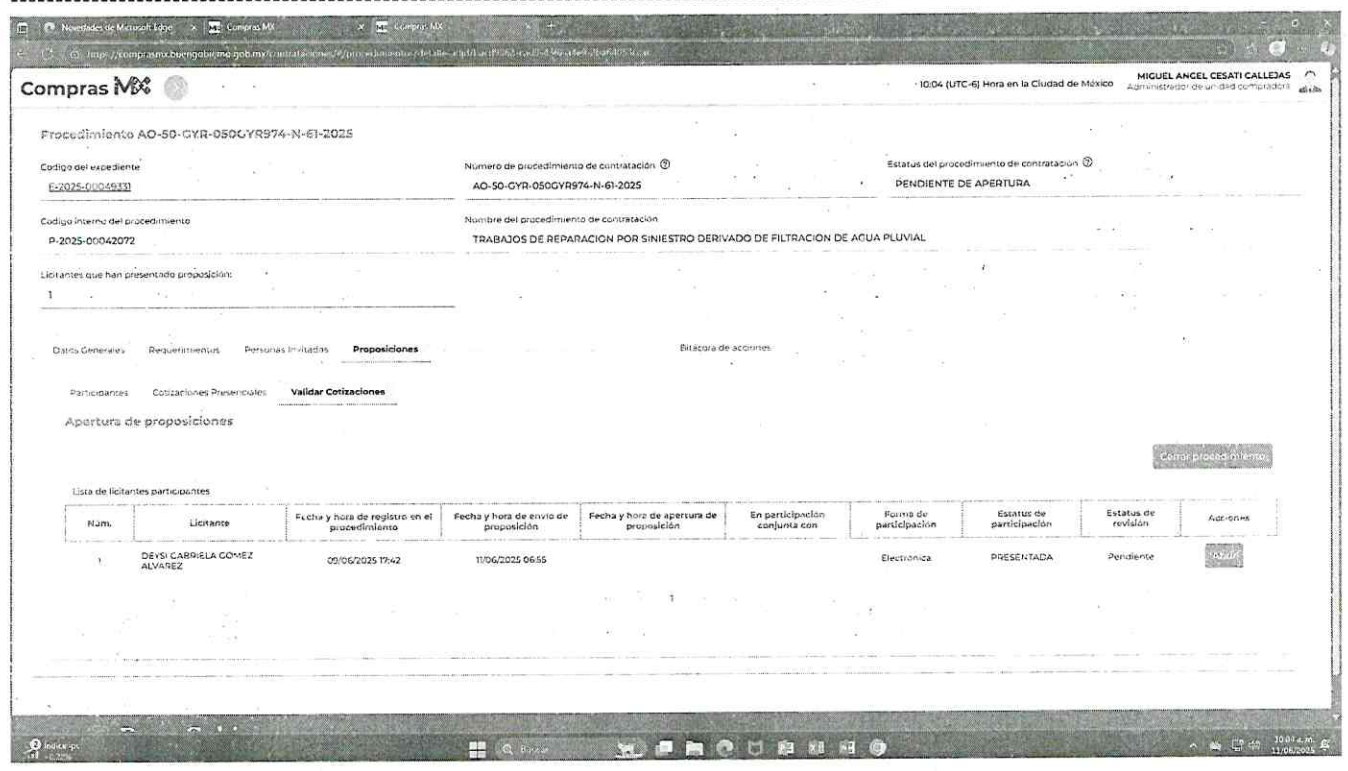 Novedades de Microsoft Edge
Compras MX
Compras MX
Compras MX
10:04 (UTC-6) Hora en la Ciudad de México
MIGUEL ANGEL CESATI CALLEJAS
Administrador de unidad compradora
Procedimiento AO-50-GYR-050GYR974-N-61-2025
Codigo del expediente
Número de procedimiento de contratación
Estatus del procedimiento de contratación
E-2025-00049331
AO-50-GYR-050GYR974-N-61-2025
PENDIENTE DE APERTURA
Codigo interno del procedimiento
Nombre del procedimiento de contratación
P-2025-00042072
TRABAJOS DE REPARACION POR SINIESTRO DERIVADO DE FILTRACION DE AGUA PLUVIAL
Licitantes que han presentado proposición:
1
Datos Generales
Requerimientos
Personas Invitadas
Proposiciones
Bitácora de acciones
Participantes
Cotizaciones Presenciales
Validar Cotizaciones
Apertura de proposiciones
Cerrar procedimiento
Lista de licitantes participantes
Núm.
Licitante
Fecha y hora de registro en el procedimiento
Fecha y hora de envío de proposición
Fecha y hora de apertura de proposición
En participación conjunta con
Forma de participación
Estatus de participación
Estatus de revisión
Acciones
1
DEYSI GABRIELA GOMEZ ALVAREZ
09/06/2025 17:42
11/06/2025 06:55
Electrónica
PRESENTADA
Pendiente
1
Buscar
10:04 a.m.
11/06/2025